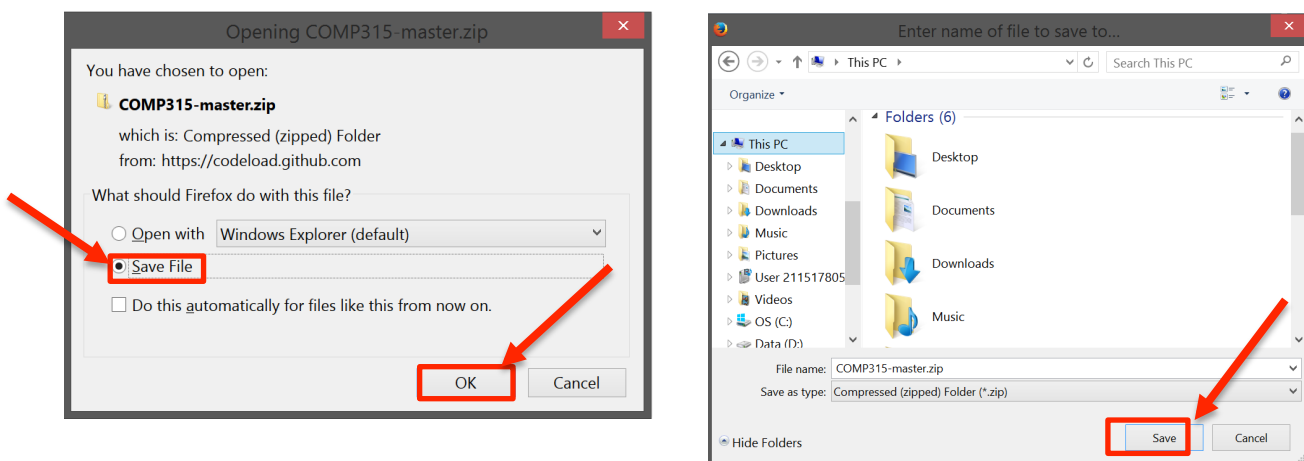 Opening COMP315-master.zip
You have chosen to open:
COMP315-master.zip
which is: Compressed (zipped) Folder
from: https://codeload.github.com
What should Firefox do with this file?
Open with Windows Explorer (default)
Save File
Do this automatically for files like this from now on.
OK Cancel
Enter name of file to save to...
This PC Search This PC
Organize
Folders (6)
This PC
Desktop
Documents
Downloads
Music
Pictures
User 211517805
Videos
OS (C:)
Data (D:)
Desktop
Documents
Downloads
Music
File name: COMP315-master.zip
Save as type: Compressed (zipped) Folder (*.zip)
Hide Folders Save Cancel